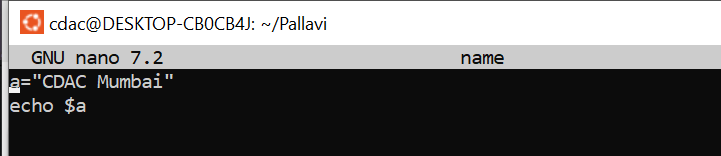 cdac@DESKTOP-CB0CB4J: ~/Pallavi
GNU nano 7.2 name
a="CDAC Mumbai"
echo $a